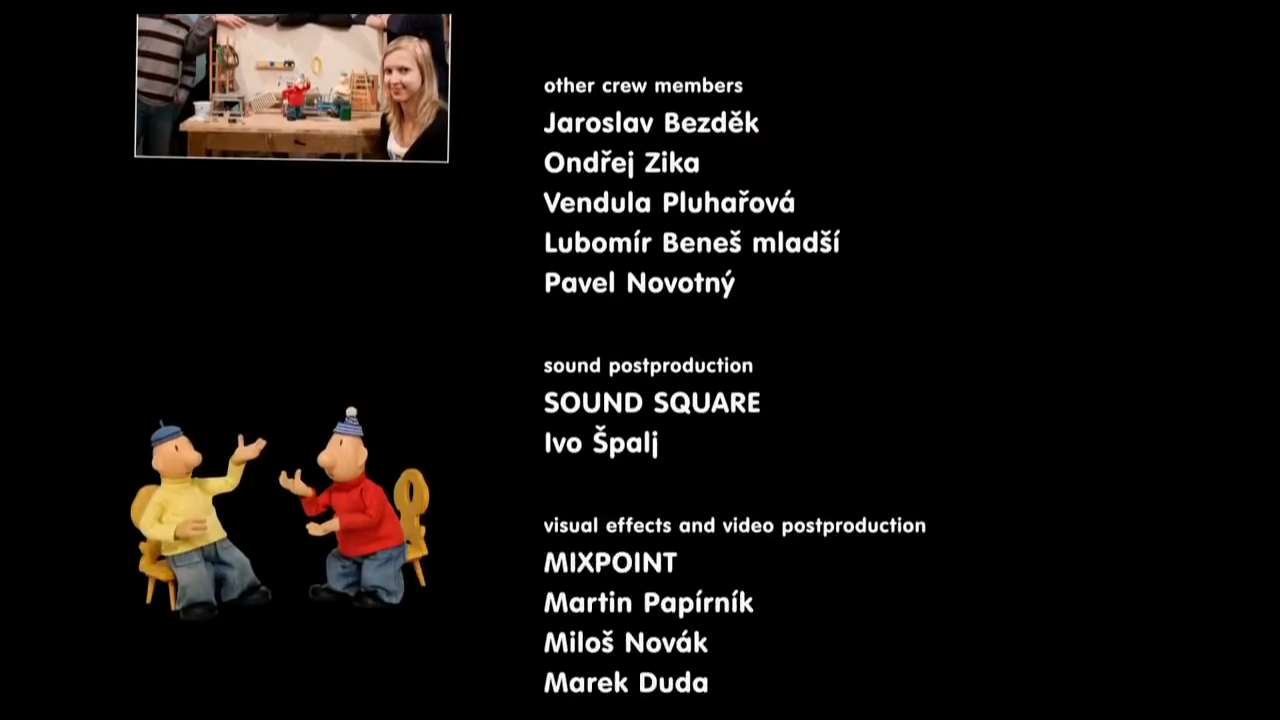 other crew members
Jaroslav Bezděk
Ondřej Zika
Vendula Pluhařová
Lubomír Beneš mladší
Pavel Novotný
sound postproduction
SOUND SQUARE
Ivo Špalj
visual effects and video postproduction
MIXPOINT
Martin Papírník
Miloš Novák
Marek Duda